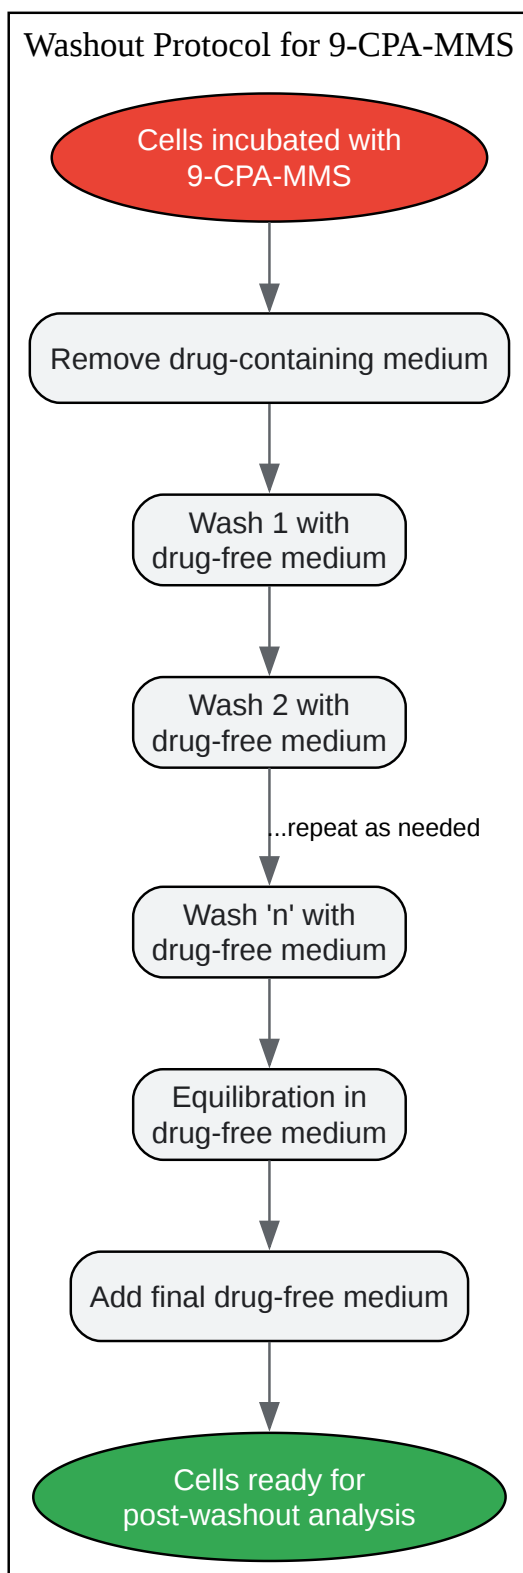 Washout Protocol for 9-CPA-MMS
Cells incubated with
9-CPA-MMS
Remove drug-containing medium
Wash 1 with
drug-free medium
Wash 2 with
drug-free medium
...repeat as needed
Wash 'n' with
drug-free medium
Equilibration in
drug-free medium
Add final drug-free medium
Cells ready for
post-washout analysis